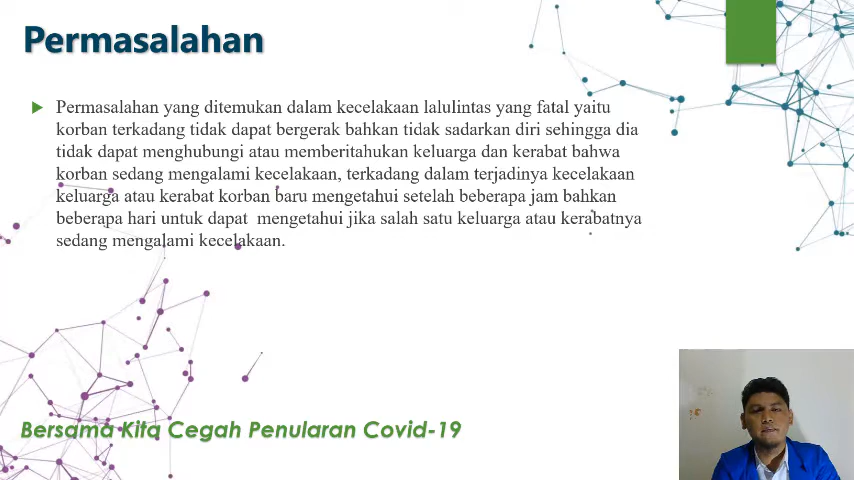 Permasalahan
Permasalahan yang ditemukan dalam kecelakaan lalulintas yang fatal yaitu
korban terkadang tidak dapat bergerak bahkan tidak sadarkan diri sehingga dia
tidak dapat menghubungi atau memberitahukan keluarga dan kerabat bahwa
korban sedang mengalami kecelakaan, terkadang dalam terjadinya kecelakaan
keluarga atau kerabat korban baru mengetahui setelah beberapa jam bahkan
beberapa hari untuk dapat mengetahui jika salah satu keluarga atau kerabatnya
sedang mengalami kecelakaan.
Bersama Kita Cegah Penularan Covid-19